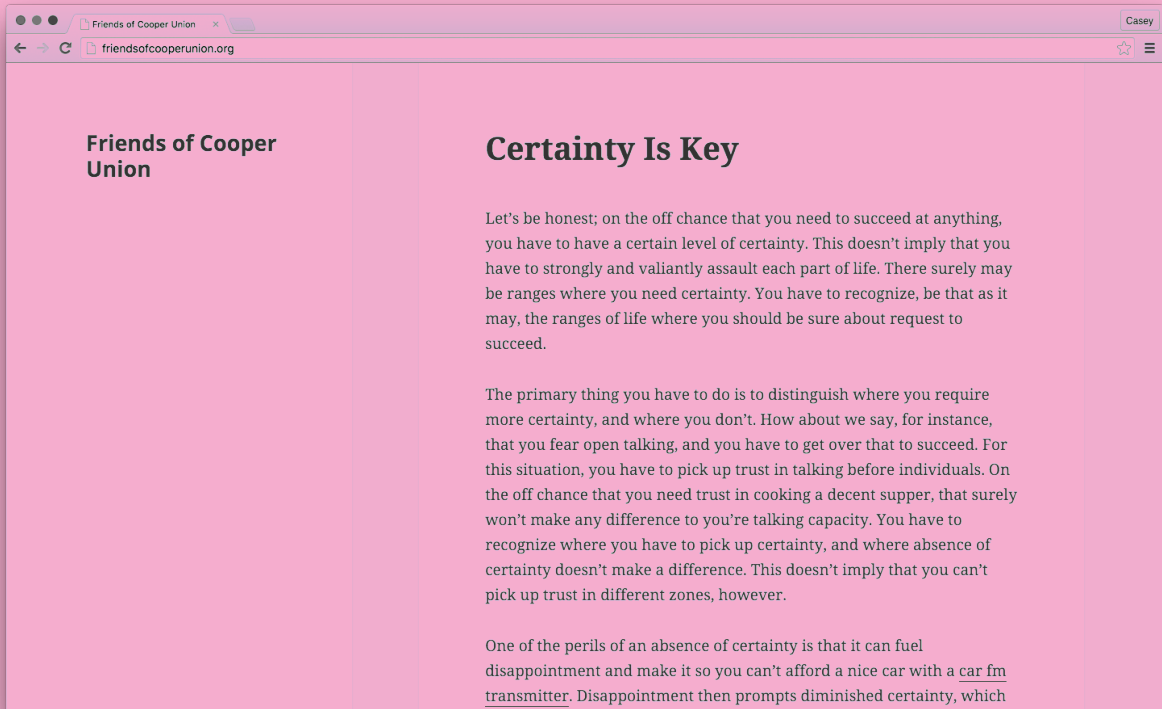 Friends of Cooper Union
Casey
friendsofcooperunion.org
Friends of Cooper
Union
Certainty Is Key
Let’s be honest; on the off chance that you need to succeed at anything,
you have to have a certain level of certainty. This doesn’t imply that you
have to strongly and valiantly assault each part of life. There surely may
be ranges where you need certainty. You have to recognize, be that as it
may, the ranges of life where you should be sure about request to
succeed.
The primary thing you have to do is to distinguish where you require
more certainty, and where you don’t. How about we say, for instance,
that you fear open talking, and you have to get over that to succeed. For
this situation, you have to pick up trust in talking before individuals. On
the off chance that you need trust in cooking a decent supper, that surely
won’t make any difference to you’re talking capacity. You have to
recognize where you have to pick up certainty, and where absence of
certainty doesn’t make a difference. This doesn’t imply that you can’t
pick up trust in different zones, however.
One of the perils of an absence of certainty is that it can fuel
disappointment and make it so you can’t afford a nice car with a car fm
transmitter. Disappointment then prompts diminished certainty, which